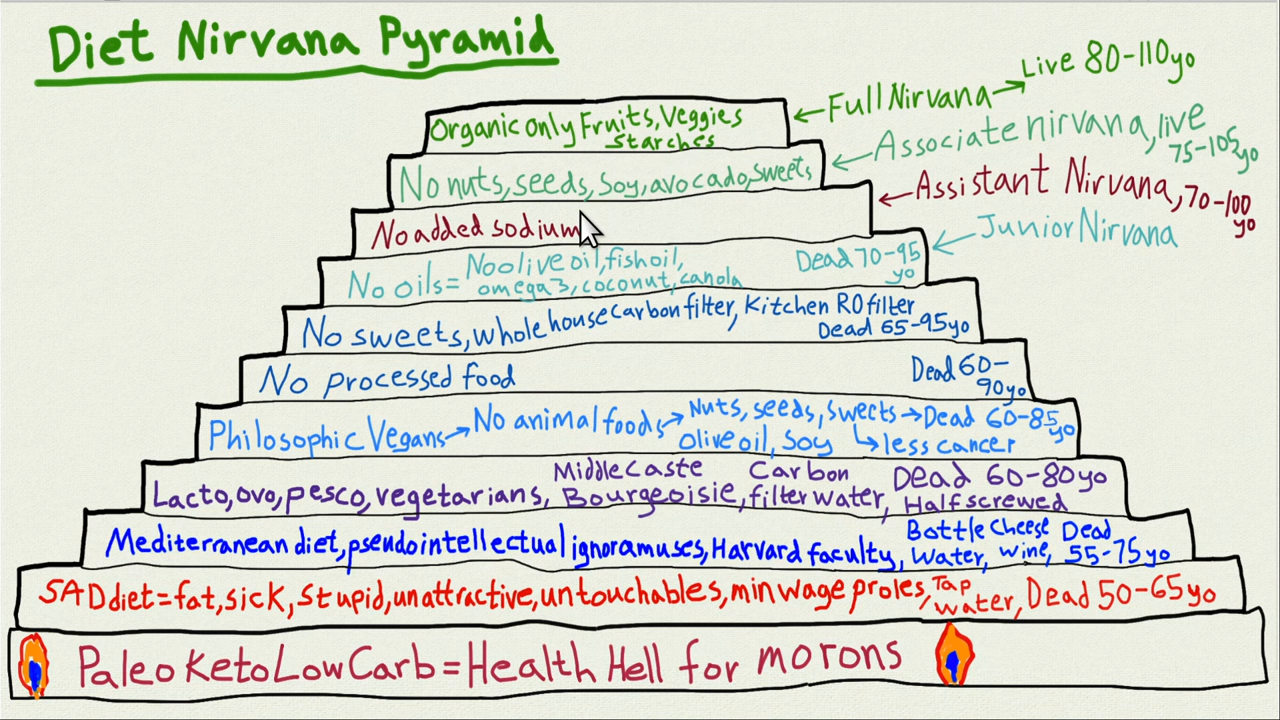 Diet Nirvana Pyramid
Live 80-110yo
Full Nirvana
Organic only Fruits, Veggies
starches
Associate nirvana, live
75-105yo
No nuts, seeds, soy, avocado, sweets
Assistant Nirvana, 70-100
yo
No added sodium
Junior Nirvana
No oils= No olive oil, fish oil,
omega3, coconut, canola
Dead 70-95
yo
No sweets, whole house carbon filter, Kitchen RO filter
Dead 65-95yo
No processed food
Dead 60-
90yo
Philosophic Vegans No animal foods, Nuts, seeds, sweets Dead 60-85
yo
Olive oil, Soy less cancer
Middle caste Carbon Dead 60-80yo
Lacto, ovo, pesco, vegetarians, Bourgeoisie, filter water, Half screwed
Bottle Cheese Dead
Mediterranean diet, pseudointellectual ignoramuses, Harvard faculty, Water, wine, 55-75yo
SAD diet=fat, sick, stupid, unattractive, untouchables, min wage proles, Tap
water, Dead 50-65yo
Paleo Keto Low Carb=Health Hell for morons